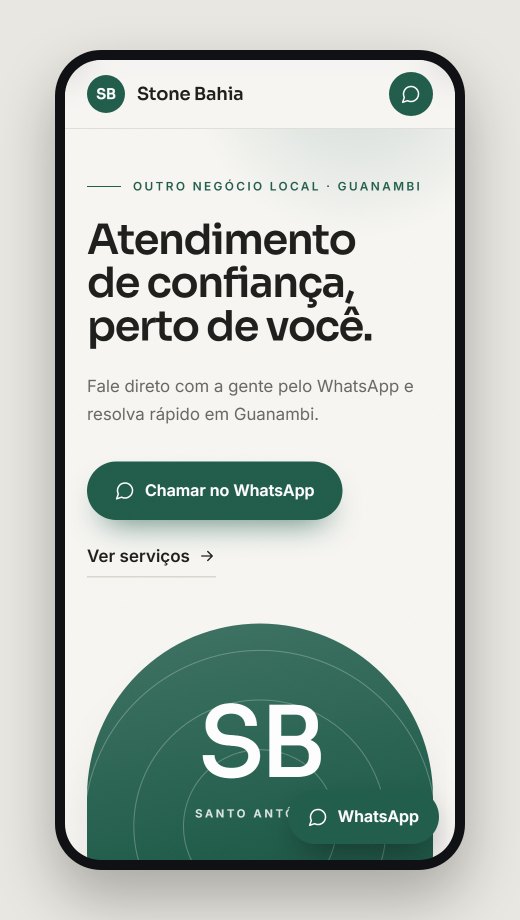 SB Stone Bahia
OUTRO NEGÓCIO LOCAL · GUANAMBI
Atendimento
de confiança,
perto de você.
Fale direto com a gente pelo WhatsApp e
resolva rápido em Guanambi.
Chamar no WhatsApp
Ver serviços →
SB
SANTO
WhatsApp